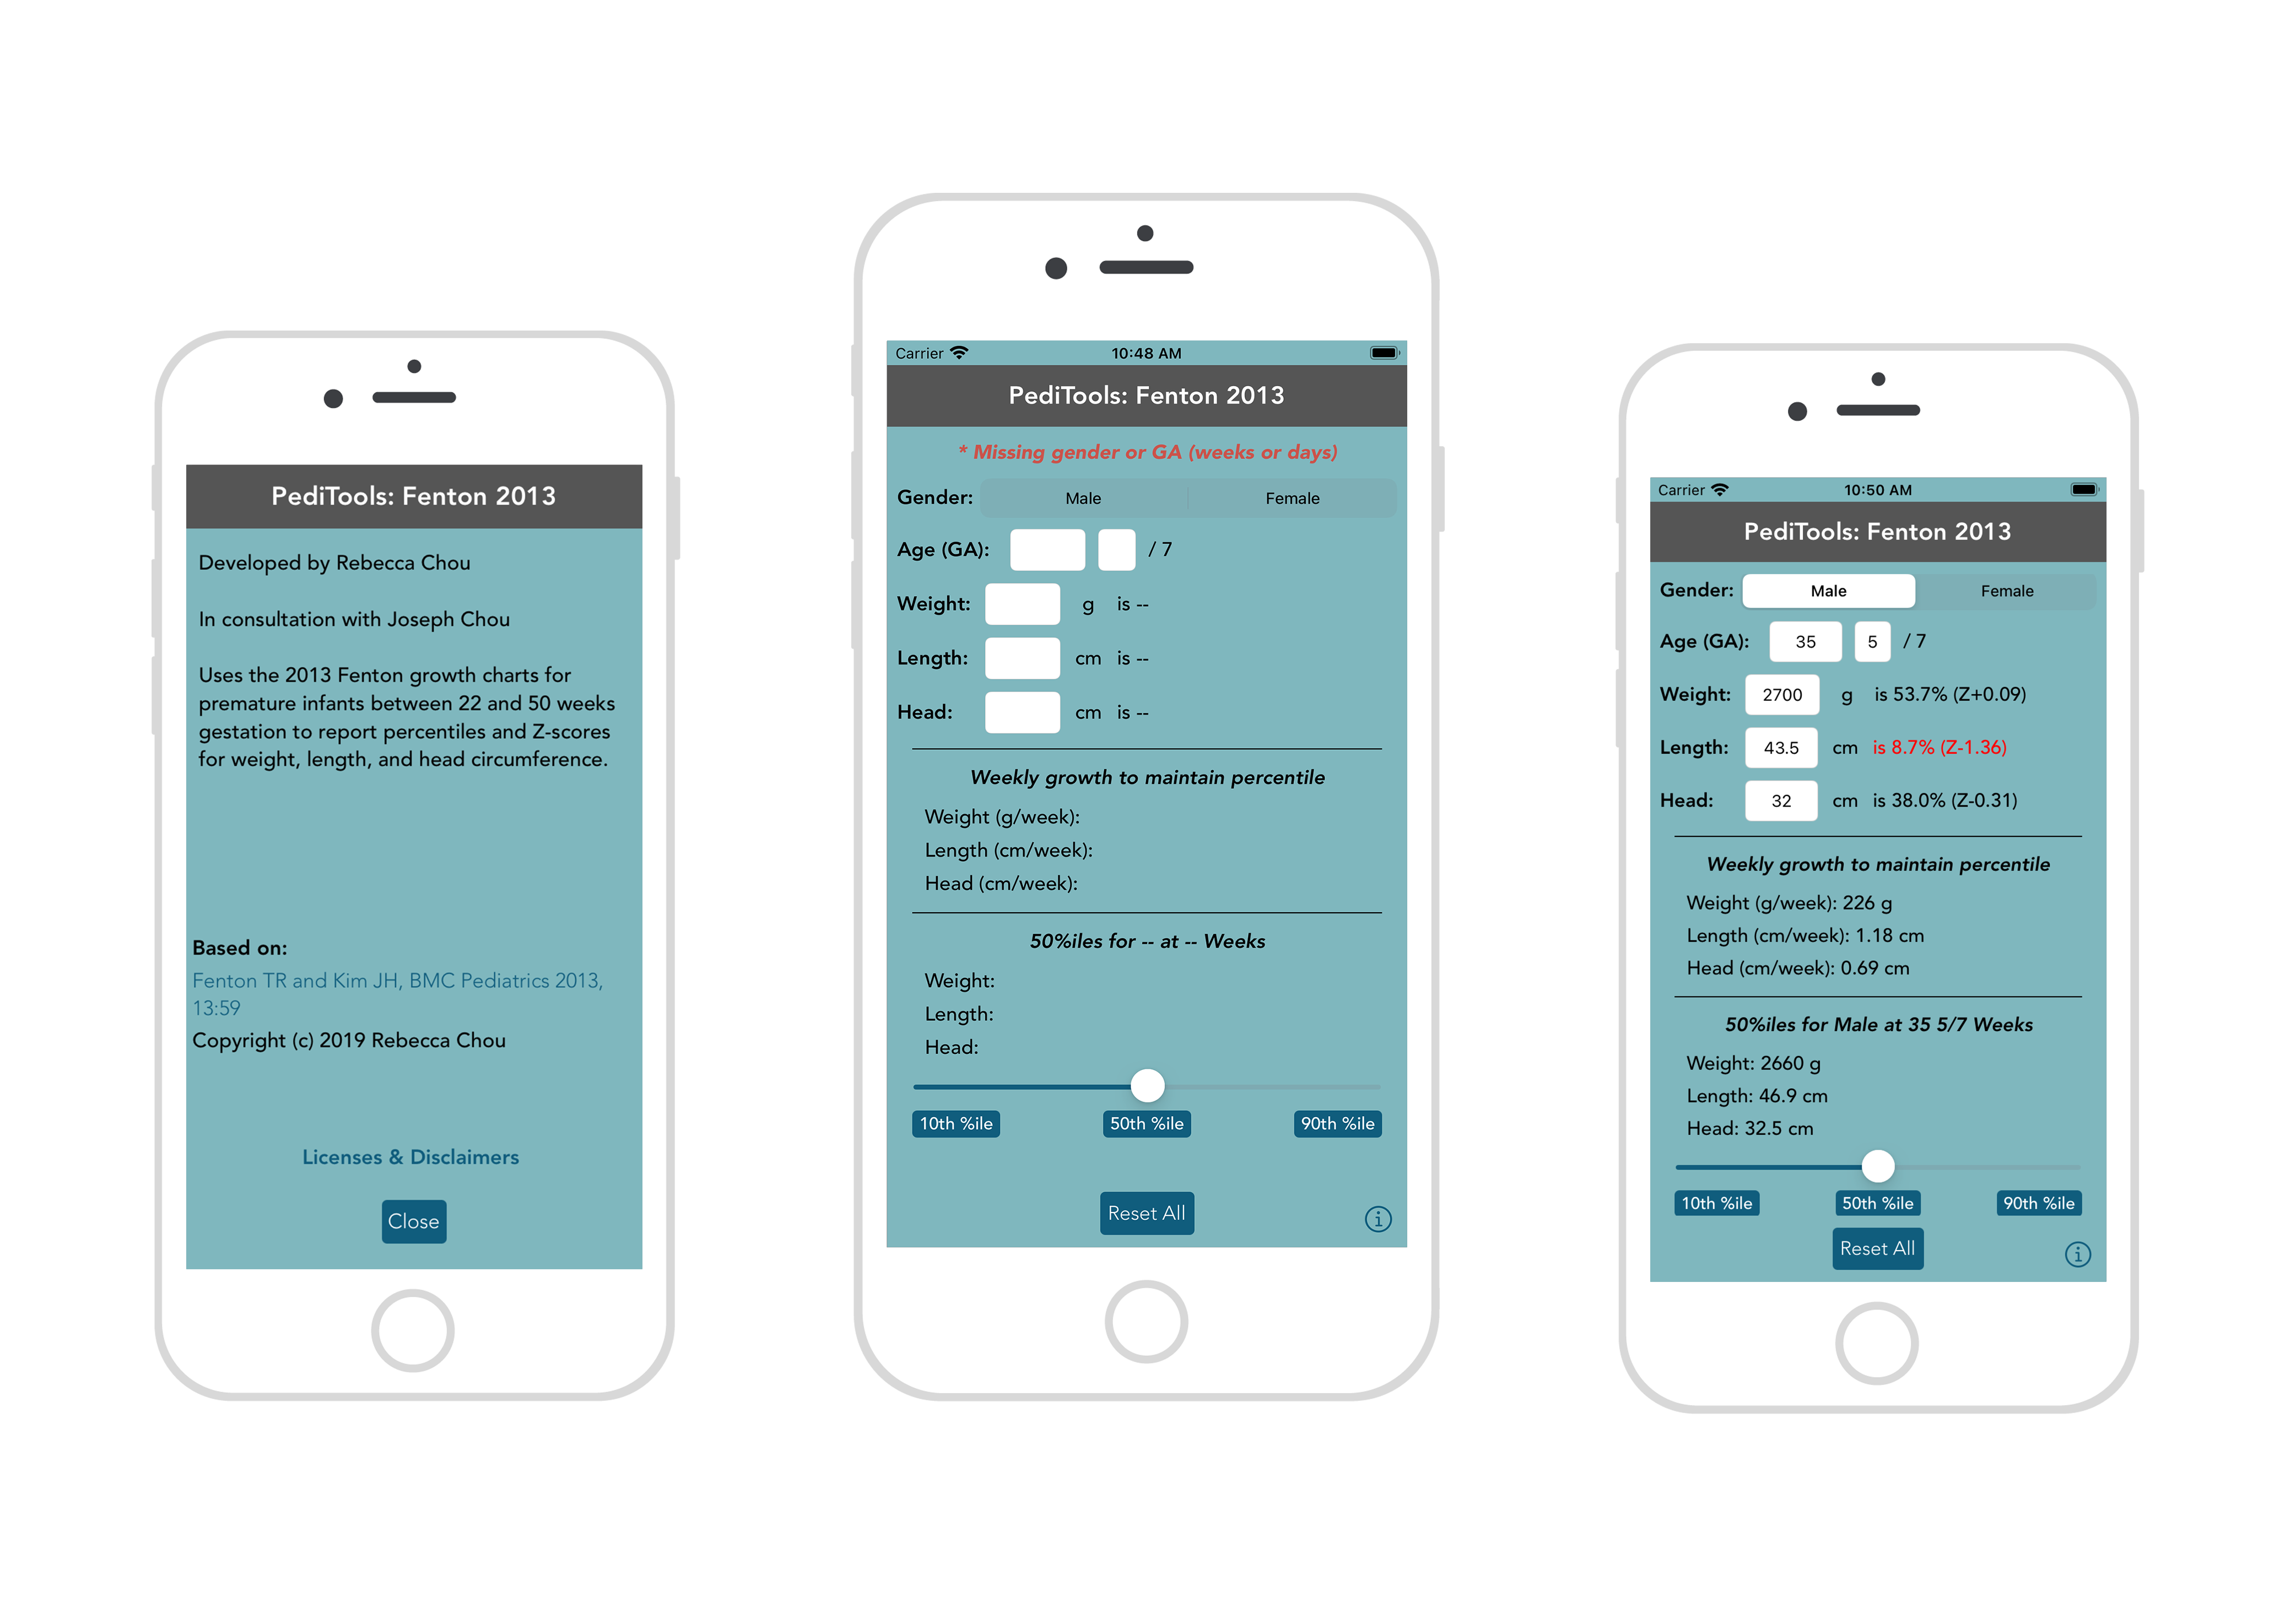 PediTools: Fenton 2013
Developed by Rebecca Chou
In consultation with Joseph Chou
Uses the 2013 Fenton growth charts for
premature infants between 22 and 50 weeks
gestation to report percentiles and Z-scores
for weight, length, and head circumference.
Based on:
Fenton TR and Kim JH, BMC Pediatrics 2013,
13:59
Copyright (c) 2019 Rebecca Chou
Licenses & Disclaimers
Close
Carrier 10:48 AM
PediTools: Fenton 2013
* Missing gender or GA (weeks or days)
Gender: Male Female
Age (GA): / 7
Weight: g is --
Length: cm is --
Head: cm is --
Weekly growth to maintain percentile
Weight (g/week):
Length (cm/week):
Head (cm/week):
50%iles for -- at -- Weeks
Weight:
Length:
Head:
10th %ile 50th %ile 90th %ile
Reset All
Carrier 10:50 AM
PediTools: Fenton 2013
Gender: Male Female
Age (GA): 35 5 / 7
Weight: 2700 g is 53.7% (Z+0.09)
Length: 43.5 cm is 8.7% (Z-1.36)
Head: 32 cm is 38.0% (Z-0.31)
Weekly growth to maintain percentile
Weight (g/week): 226 g
Length (cm/week): 1.18 cm
Head (cm/week): 0.69 cm
50%iles for Male at 35 5/7 Weeks
Weight: 2660 g
Length: 46.9 cm
Head: 32.5 cm
10th %ile 50th %ile 90th %ile
Reset All